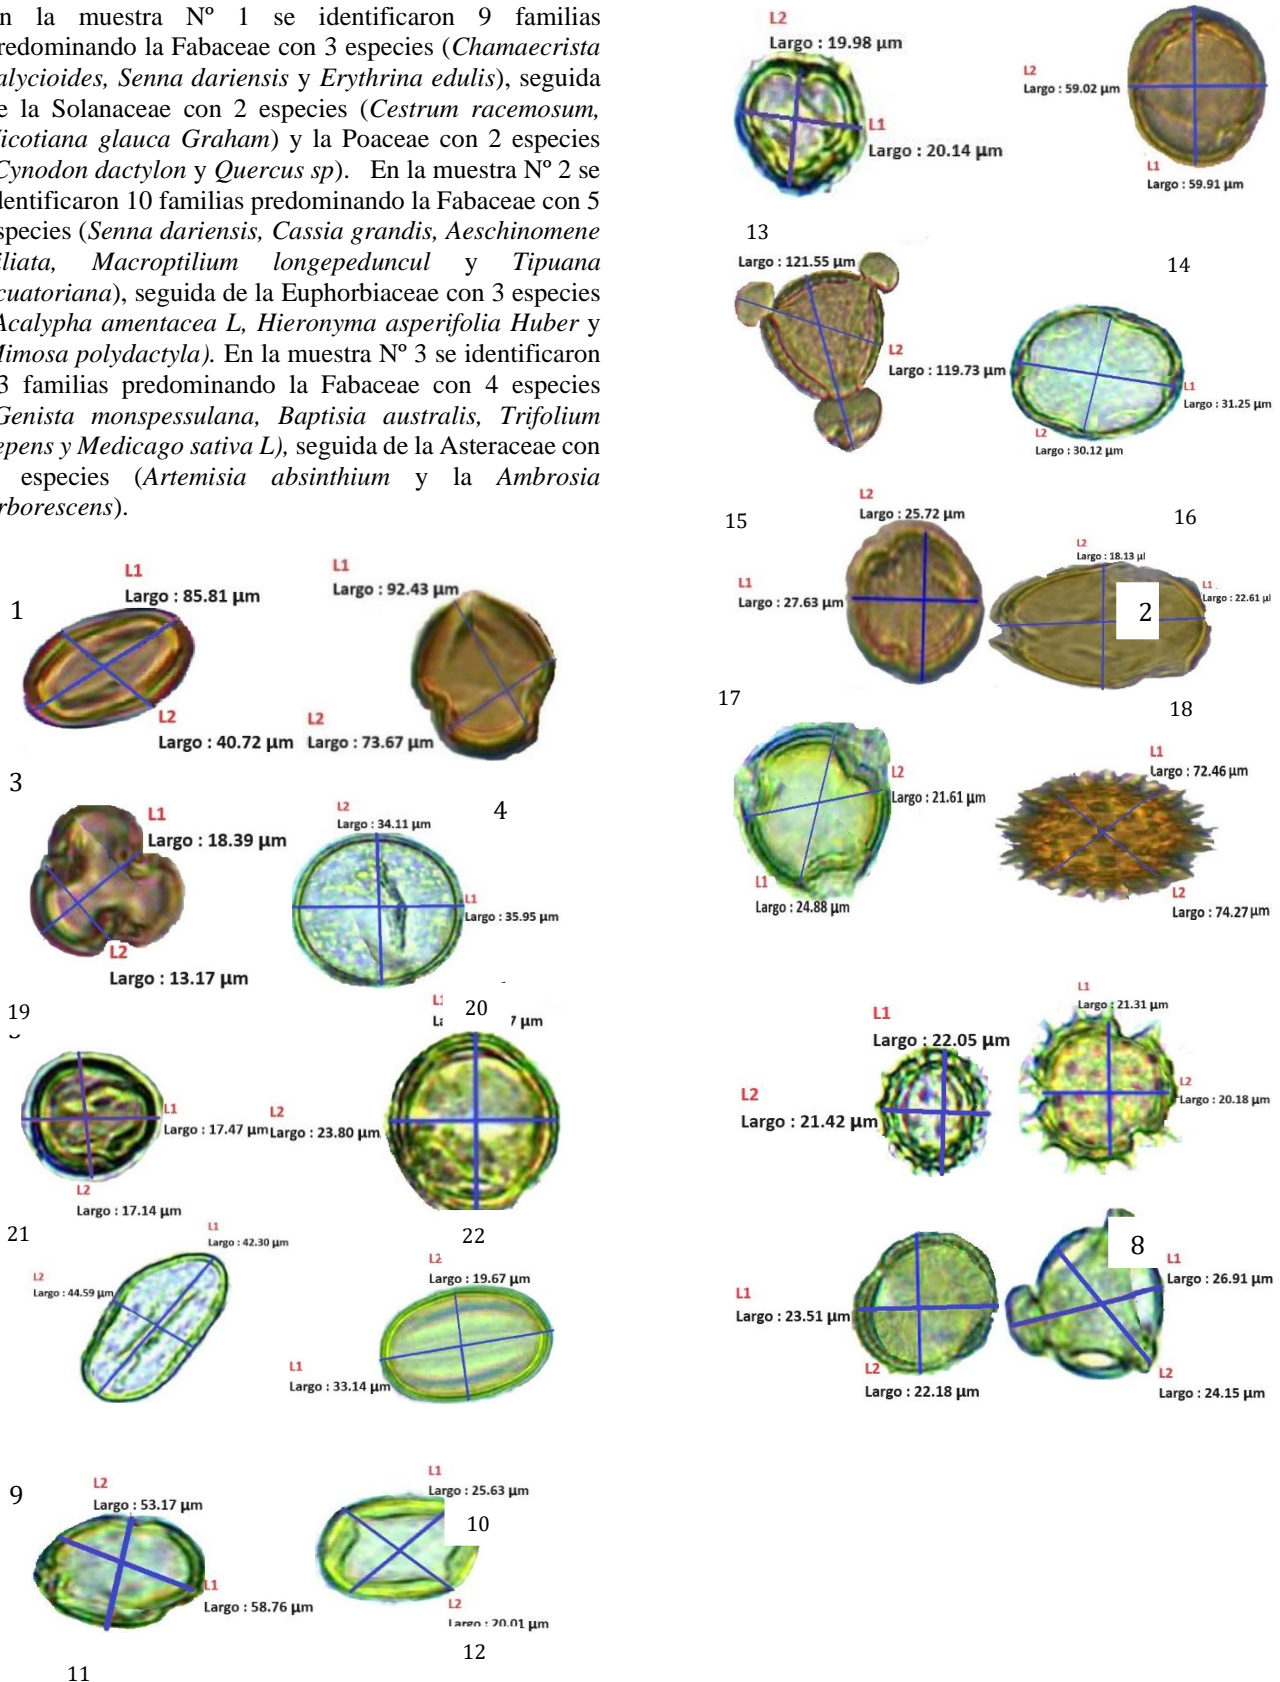 n la muestra Nº 1 se identificaron 9 familias
redominando la Fabaceae con 3 especies (Chamaecrista
alycioides, Senna dariensis y Erythrina edulis), seguida
e la Solanaceae con 2 especies (Cestrum racemosum,
icotiana glauca Graham) y la Poaceae con 2 especies
Cynodon dactylon y Quercus sp). En la muestra Nº 2 se
dentificaron 10 familias predominando la Fabaceae con 5
species (Senna dariensis, Cassia grandis, Aeschinomene
iliata, Macroptilium longepeduncul y Tipuana
cuatoriana), seguida de la Euphorbiaceae con 3 especies
Acalypha amentacea L, Hieronyma asperifolia Huber y
Mimosa polydactyla). En la muestra Nº 3 se identificaron
3 familias predominando la Fabaceae con 4 especies
Genista monspessulana, Baptisia australis, Trifolium
epens y Medicago sativa L), seguida de la Asteraceae con
especies (Artemisia absinthium y la Ambrosia
rborescens).
1
L1
Largo : 85.81 µm
L2
Largo : 40.72 µm
L1
Largo : 92.43 µm
L2
Largo : 73.67 µm
3
L1
Largo : 18.39 µm
L2
Largo : 13.17 µm
L2
Largo : 34.11 µm
4
L1
Largo : 35.95 µm
19
L1
Largo : 17.47 µm
L2
Largo : 17.14 µm
20
7 µm
L2
Largo : 23.80 µm
21
L1
Largo : 42.30 µm
L2
Largo : 44.59 µm
22
L2
Largo : 19.67 µm
L1
Largo : 33.14 µm
9
L2
Largo : 53.17 µm
L1
Largo : 58.76 µm
L1
Largo : 25.63 µm
10
L2
Largo : 20.01 µm
12
11
L2
Largo : 19.98 µm
L1
Largo : 20.14 µm
L2
Largo : 59.02 µm
L1
Largo : 59.91 µm
13
Largo : 121.55 µm
L2
Largo : 119.73 µm
14
L1
Largo : 31.25 µm
L2
Largo : 30.12 µm
15
L2
Largo : 25.72 µm
L1
Largo : 27.63 µm
16
L2
Largo : 18.13 µl
L1
Largo : 22.61 µl
2
17
L2
Largo : 21.61 µm
L1
Largo : 24.88 µm
18
L1
Largo : 72.46 µm
L2
Largo : 74.27 µm
L1
Largo : 22.05 µm
L2
Largo : 21.42 µm
L1
Largo : 21.31 µm
L2
Largo : 20.18 µm
L1
Largo : 23.51 µm
L2
Largo : 22.18 µm
8
L1
Largo : 26.91 µm
L2
Largo : 24.15 µm